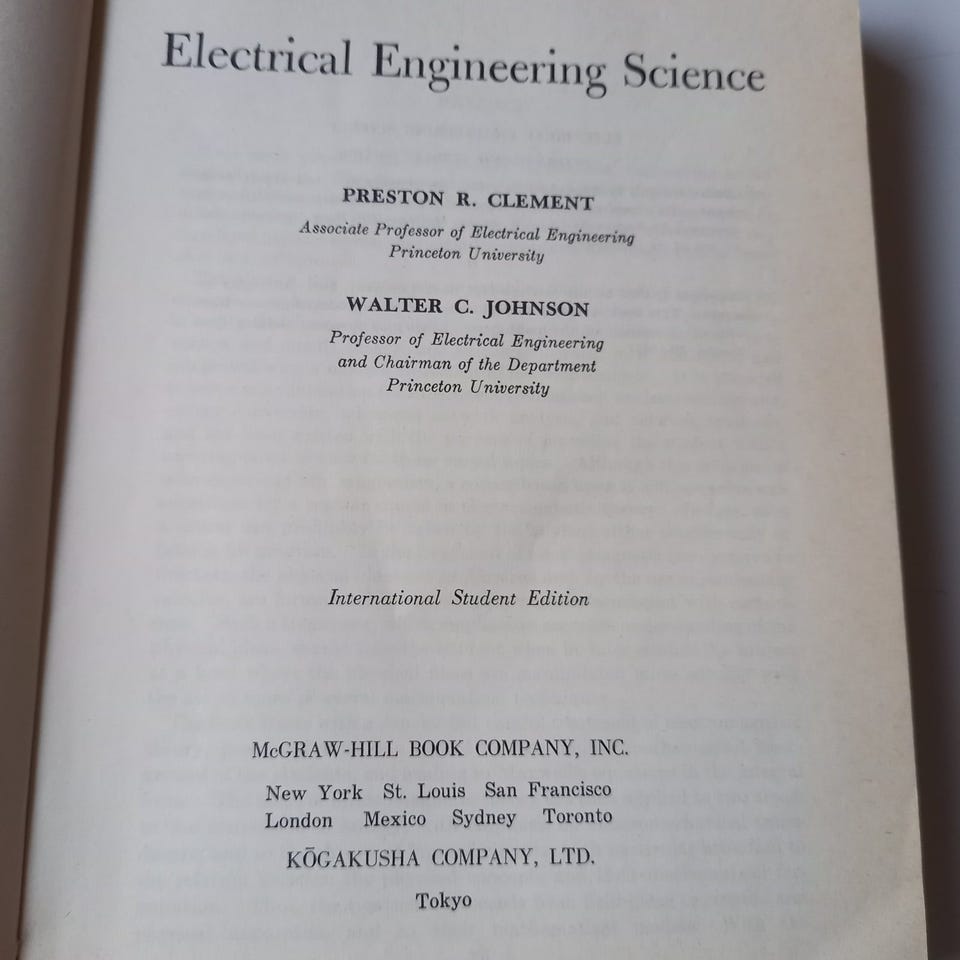 Electrical Engineering Science
PRESTON R. CLEMENT
Associate Professor of Electrical Engineering
Princeton University
WALTER C. JOHNSON
Professor of Electrical Engineering
and Chairman of the Department
Princeton University
International Student Edition
McGRAW-HILL BOOK COMPANY, INC.
New York St. Louis San Francisco
London Mexico Sydney Toronto
KŌGAKUSHA COMPANY, LTD.
Tokyo